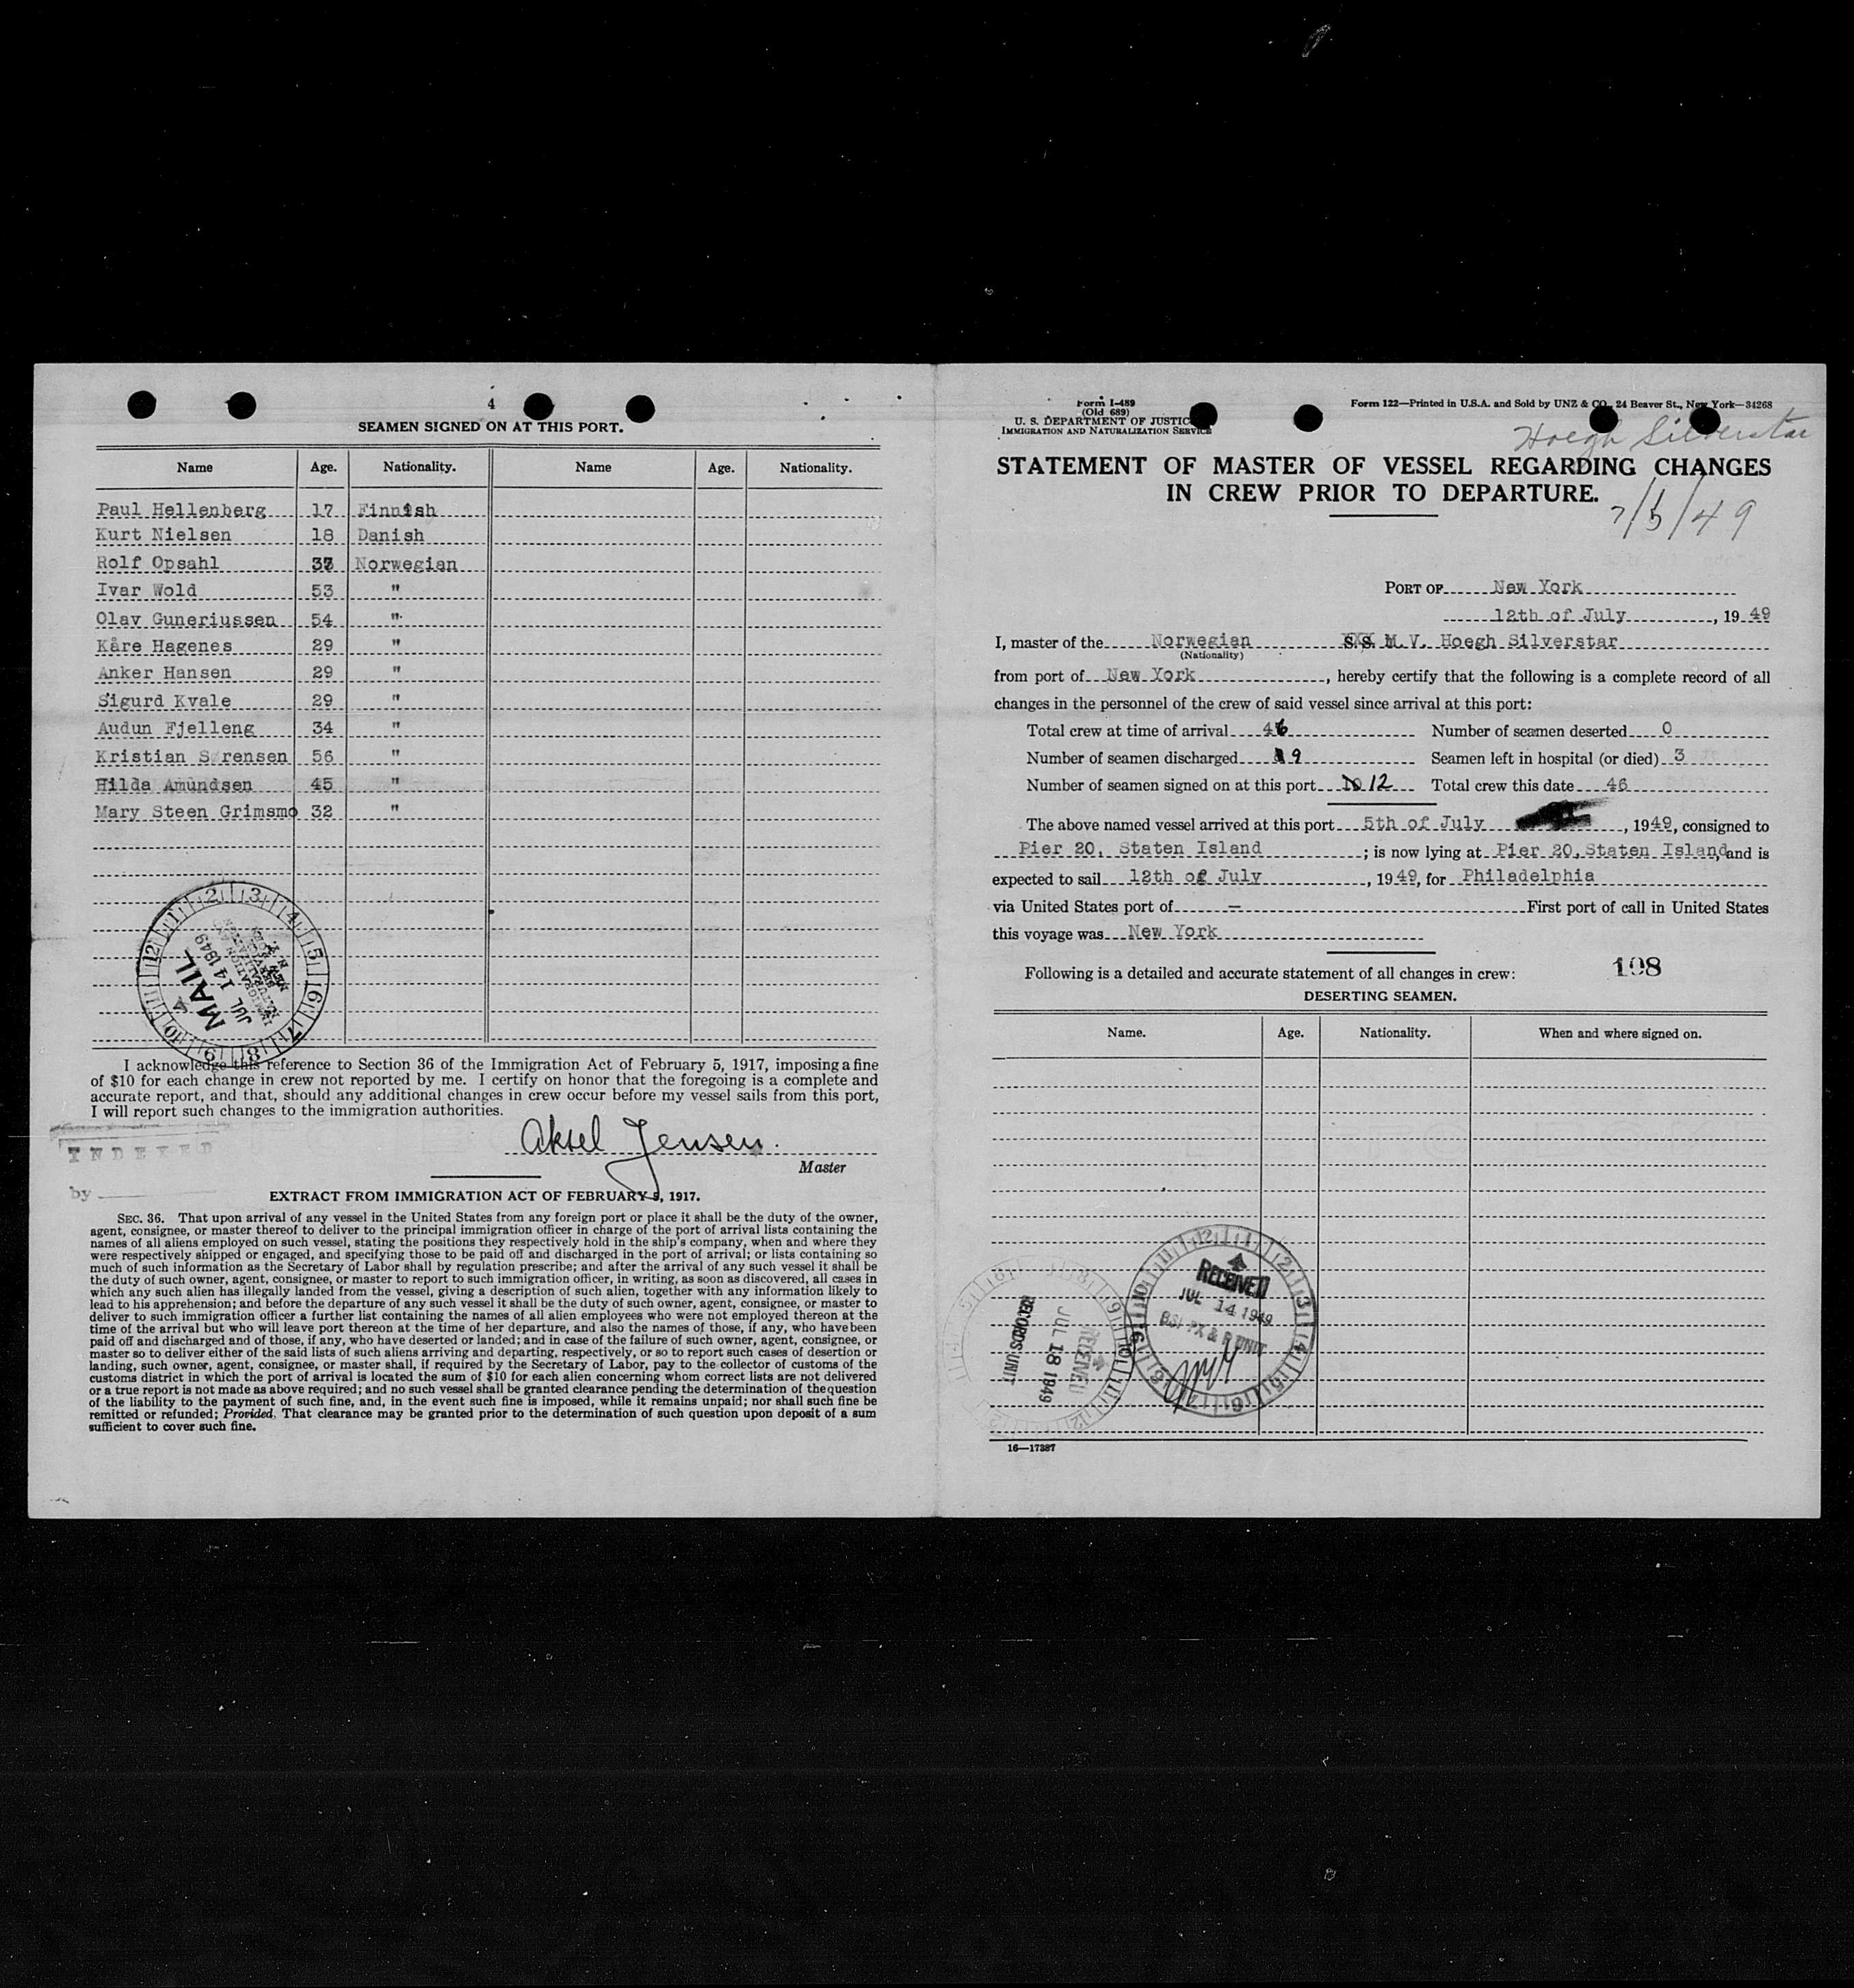 4
SEAMEN SIGNED ON AT THIS PORT.
Name Age. Nationality. Name Age. Nationality.
Paul Hellenberg 17 Finnish
Kurt Nielsen 18 Danish
Rolf Opsahl Norwegian
Ivar Wold 53 "
Olav Guneriussen 54 "
Kåre Hagenes 29 "
Anker Hansen 29 "
Sigurd Kvale 29 "
Audun Fjelleng 34 "
Kristian Sørensen 56 "
Hilda Amundsen 45 "
Mary Steen Grimsmo 32 "
IMMIGRATION AND
NATURALIZATION
SERVICE
NEW YORK
N. Y.
JUL 14 1949
MAIL
I acknowledge this reference to Section 36 of the Immigration Act of February 5, 1917, imposing a fine
of $10 for each change in crew not reported by me. I certify on honor that the foregoing is a complete and
accurate report, and that, should any additional changes in crew occur before my vessel sails from this port,
I will report such changes to the immigration authorities.
Aksel Jensen.
Master
INDEXED
by
EXTRACT FROM IMMIGRATION ACT OF FEBRUARY 5, 1917.
SEC. 36. That upon arrival of any vessel in the United States from any foreign port or place it shall be the duty of the owner,
agent, consignee, or master thereof to deliver to the principal immigration officer in charge of the port of arrival lists containing the
names of all aliens employed on such vessel, stating the positions they respectively hold in the ship's company, when and where they
were respectively shipped or engaged, and specifying those to be paid off and discharged in the port of arrival; or lists containing so
much of such information as the Secretary of Labor shall by regulation prescribe; and after the arrival of any such vessel it shall be
the duty of such owner, agent, consignee, or master to report to such immigration officer, in writing, as soon as discovered, all cases in
which any such alien has illegally landed from the vessel, giving a description of such alien, together with any information likely to
lead to his apprehension; and before the departure of any such vessel it shall be the duty of such owner, agent, consignee, or master to
deliver to such immigration officer a further list containing the names of all alien employees who were not employed thereon at the
time of the arrival but who will leave port thereon at the time of her departure, and also the names of those, if any, who have been
paid off and discharged and of those, if any, who have deserted or landed; and in case of the failure of such owner, agent, consignee, or
master so to deliver either of the said lists of such aliens arriving and departing, respectively, or so to report such cases of desertion or
landing, such owner, agent, consignee, or master shall, if required by the Secretary of Labor, pay to the collector of customs of the
customs district in which the port of arrival is located the sum of $10 for each alien concerning whom correct lists are not delivered
or a true report is not made as above required; and no such vessel shall be granted clearance pending the determination of the question
of the liability to the payment of such fine, and, in the event such fine is imposed, while it remains unpaid; nor shall such fine be
remitted or refunded; Provided, That clearance may be granted prior to the determination of such question upon deposit of a sum
sufficient to cover such fine.
Form I-489
(Old 689)
U. S. DEPARTMENT OF JUSTICE
IMMIGRATION AND NATURALIZATION SERVICE
Form 122—Printed in U.S.A. and Sold by UNZ & CO., 24 Beaver St., New York—34268
Hoegh Silverstar
STATEMENT OF MASTER OF VESSEL REGARDING CHANGES
IN CREW PRIOR TO DEPARTURE.
7/5/49
PORT OF New York
12th of July, 1949
I, master of the Norwegian S.S. M.V. Hoegh Silverstar
(Nationality)
from port of New York, hereby certify that the following is a complete record of all
changes in the personnel of the crew of said vessel since arrival at this port:
Total crew at time of arrival 46 Number of seamen deserted 0
Number of seamen discharged 9 Seamen left in hospital (or died) 3
Number of seamen signed on at this port 12 Total crew this date 46
The above named vessel arrived at this port 5th of July, 1949, consigned to
Pier 20, Staten Island; is now lying at Pier 20, Staten Island, and is
expected to sail 12th of July, 1949, for Philadelphia
via United States port of — First port of call in United States
this voyage was New York
Following is a detailed and accurate statement of all changes in crew: 198
DESERTING SEAMEN.
Name. Age. Nationality. When and where signed on.
RECEIVED
JUL 14 1949
RECEIVED
JUL 18 1949
RECORDS UNIT
16—17387